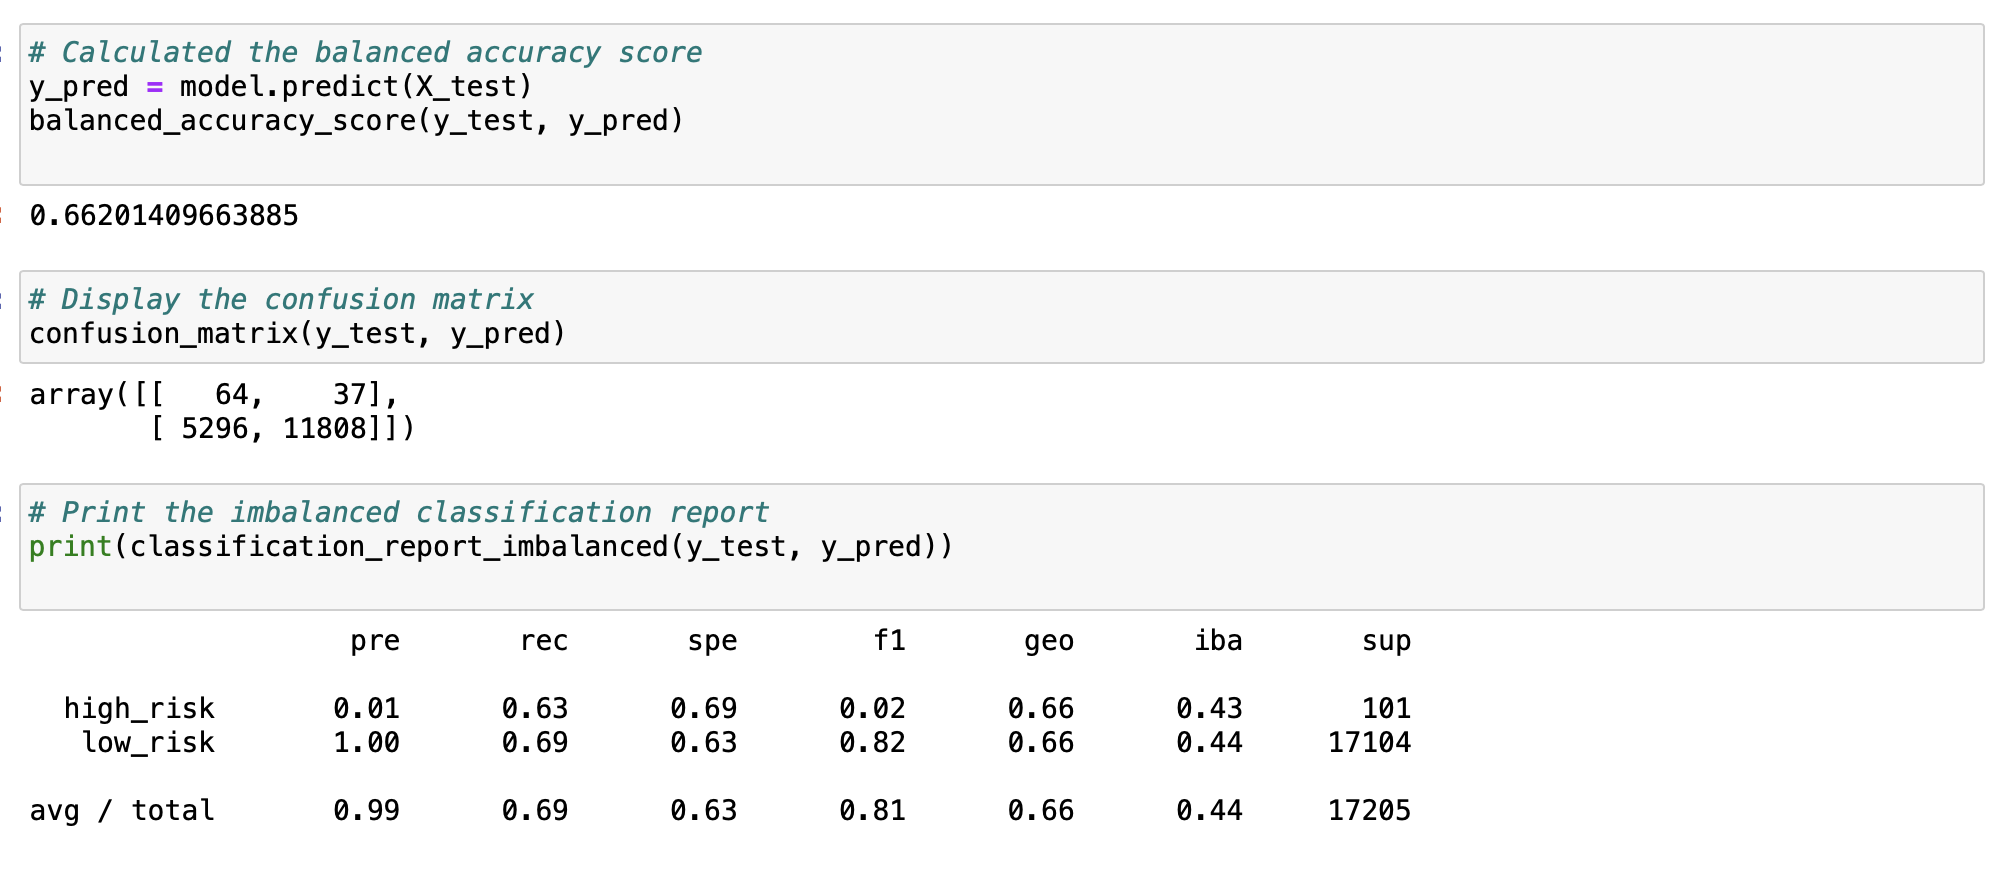 # Calculated the balanced accuracy score
y_pred = model.predict(X_test)
balanced_accuracy_score(y_test, y_pred)
0.66201409663885
# Display the confusion matrix
confusion_matrix(y_test, y_pred)
array([[   64,    37],
       [ 5296, 11808]])
# Print the imbalanced classification report
print(classification_report_imbalanced(y_test, y_pred))
                   pre       rec       spe        f1       geo       iba       sup
  high_risk       0.01      0.63      0.69      0.02      0.66      0.43       101
   low_risk       1.00      0.69      0.63      0.82      0.66      0.44     17104
avg / total       0.99      0.69      0.63      0.81      0.66      0.44     17205